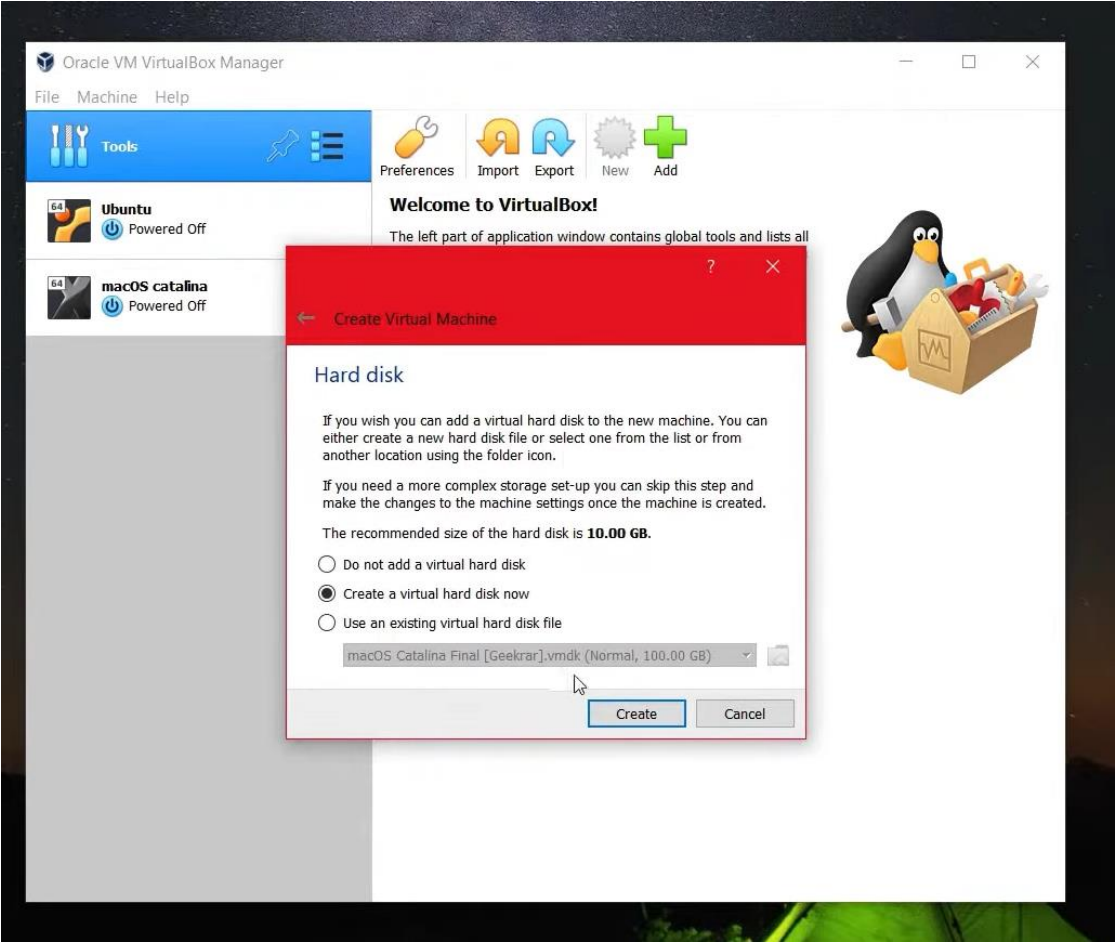 Oracle VM VirtualBox Manager
File Machine Help
Tools
Preferences Import Export New Add
64 Ubuntu
Powered Off
64 macOS catalina
Powered Off
Welcome to VirtualBox!
The left part of application window contains global tools and lists all
?
Create Virtual Machine
Hard disk
If you wish you can add a virtual hard disk to the new machine. You can
either create a new hard disk file or select one from the list or from
another location using the folder icon.
If you need a more complex storage set-up you can skip this step and
make the changes to the machine settings once the machine is created.
The recommended size of the hard disk is 10.00 GB.
Do not add a virtual hard disk
Create a virtual hard disk now
Use an existing virtual hard disk file
macOS Catalina Final [Geekrar].vmdk (Normal, 100.00 GB)
Create Cancel